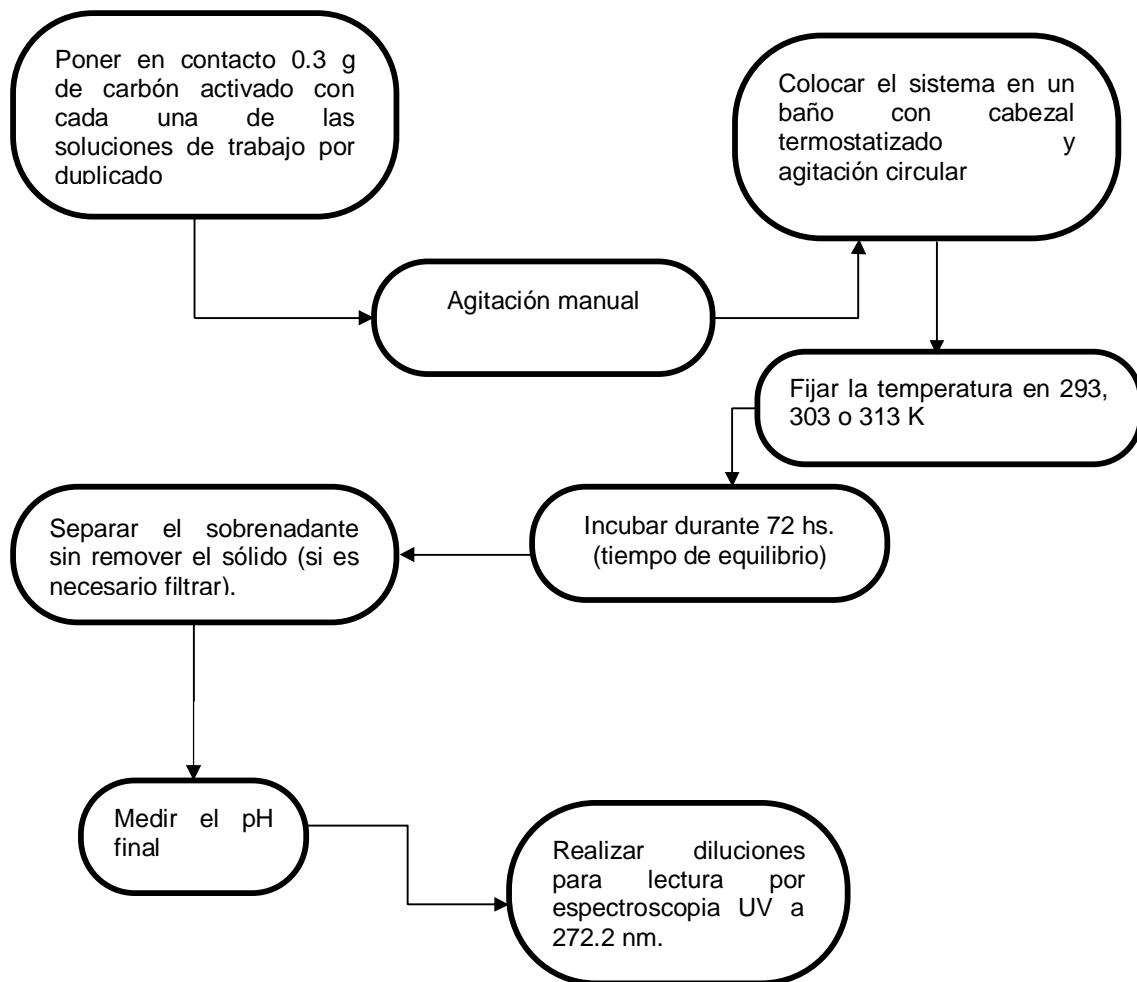 Poner en contacto 0.3 g
de carbón activado con
cada una de las
soluciones de trabajo por
duplicado
Agitación manual
Colocar el sistema en un
baño con cabezal
termostatizado y
agitación circular
Fijar la temperatura en 293,
303 o 313 K
Incubar durante 72 hs.
(tiempo de equilibrio)
Separar el sobrenadante
sin remover el sólido (si es
necesario filtrar).
Medir el pH
final
Realizar diluciones
para lectura por
espectroscopia UV a
272.2 nm.